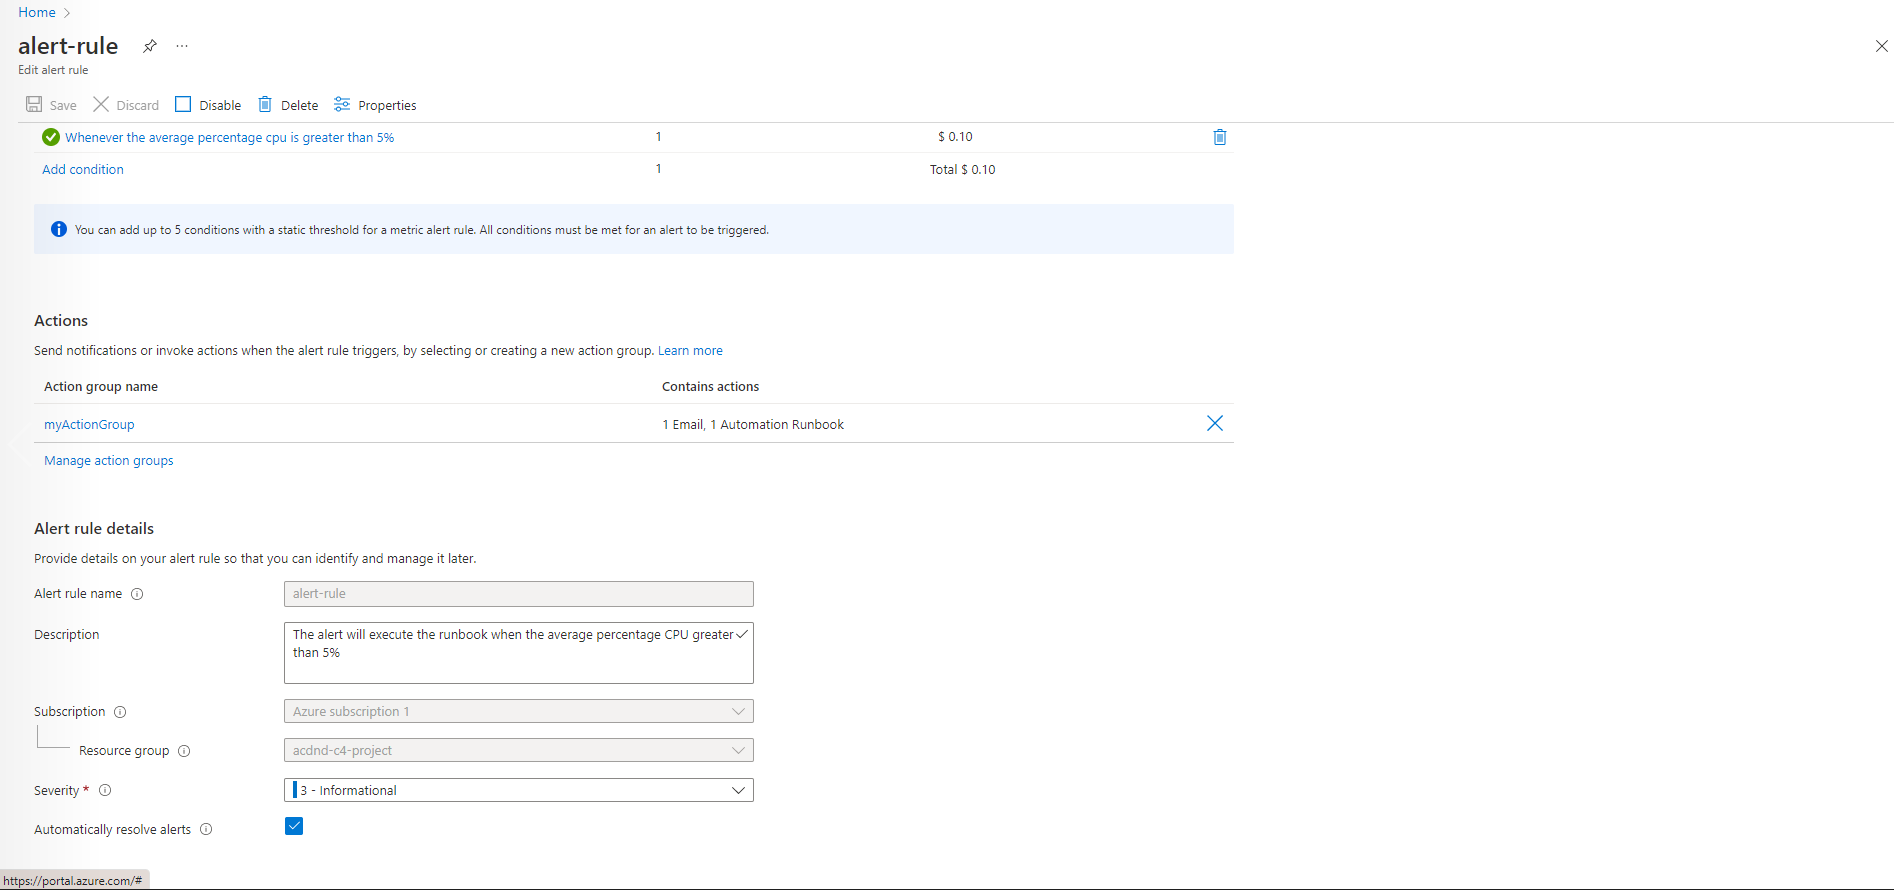 Home
alert-rule
Edit alert rule
Save Discard Disable Delete Properties
Whenever the average percentage cpu is greater than 5% 1 $ 0.10
Add condition 1 Total $ 0.10
You can add up to 5 conditions with a static threshold for a metric alert rule. All conditions must be met for an alert to be triggered.
Actions
Send notifications or invoke actions when the alert rule triggers, by selecting or creating a new action group. Learn more
Action group name Contains actions
myActionGroup 1 Email, 1 Automation Runbook
Manage action groups
Alert rule details
Provide details on your alert rule so that you can identify and manage it later.
Alert rule name alert-rule
Description The alert will execute the runbook when the average percentage CPU greater
than 5%
Subscription Azure subscription 1
Resource group acdnd-c4-project
Severity * 3 - Informational
Automatically resolve alerts
https://portal.azure.com/#